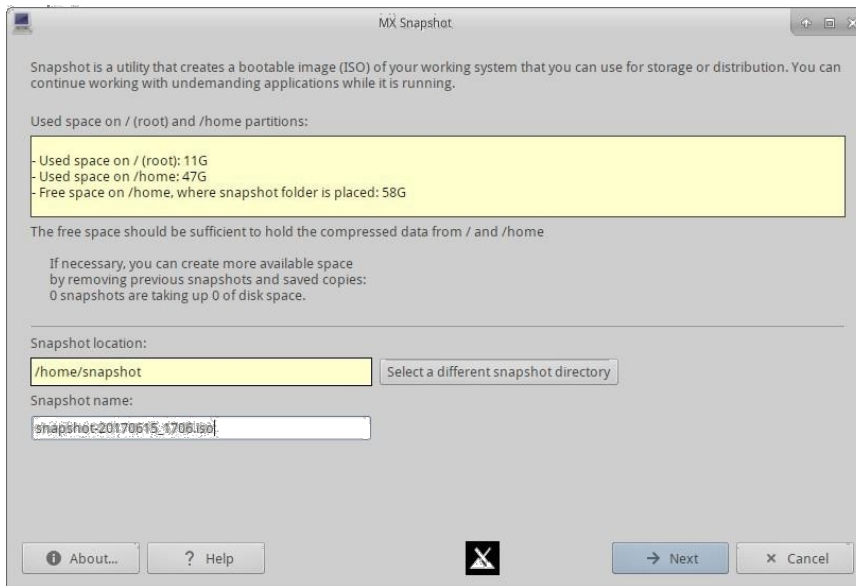 MX Snapshot
Snapshot is a utility that creates a bootable image (ISO) of your working system that you can use for storage or distribution. You can
continue working with undemanding applications while it is running.
Used space on / (root) and /home partitions:
- Used space on / (root): 11G
- Used space on /home: 47G
- Free space on /home, where snapshot folder is placed: 58G
The free space should be sufficient to hold the compressed data from / and /home
If necessary, you can create more available space
by removing previous snapshots and saved copies:
0 snapshots are taking up 0 of disk space.
Snapshot location:
/home/snapshot
Select a different snapshot directory
Snapshot name:
snapshot-20170615_1706.iso
About...
? Help
Next
Cancel